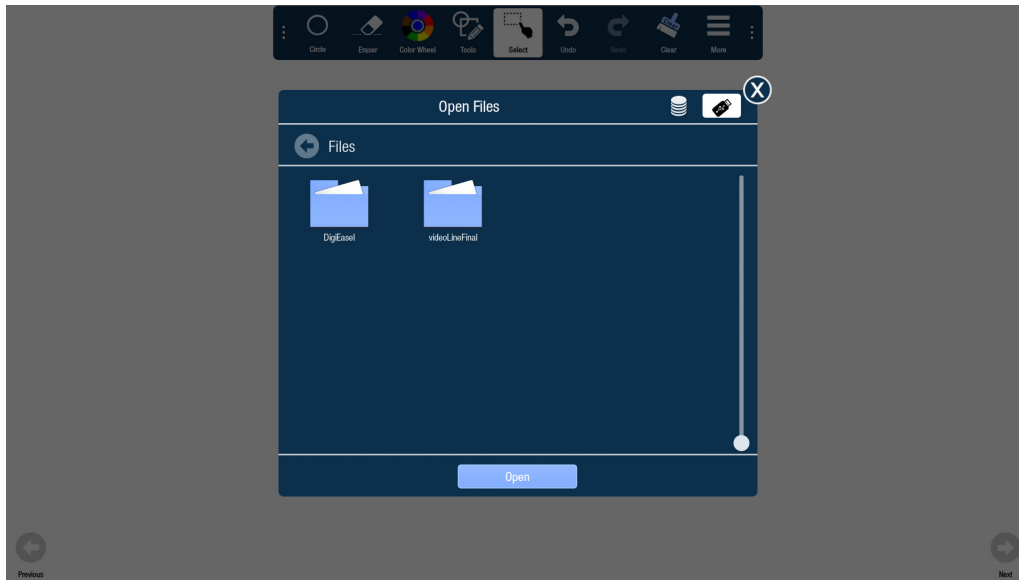 Circle Eraser Color Wheel Tools Select Undo Redo Clear More
Open Files
X
Files
DigiEasel videoLineFinal
Open
Previous Next